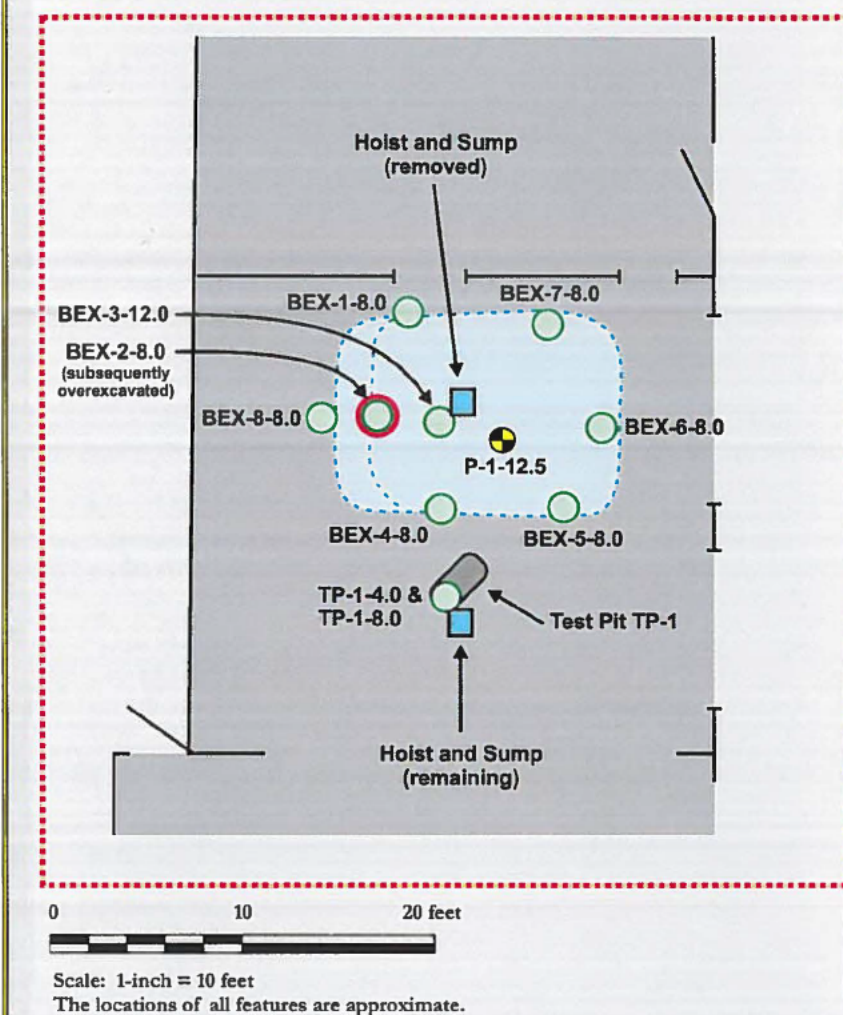 Hoist and Sump
(removed)
BEX-1-8.0
BEX-7-8.0
BEX-3-12.0
BEX-2-8.0
(subsequently
overexcavated)
BEX-8-8.0
BEX-6-8.0
P-1-12.5
BEX-4-8.0
BEX-5-8.0
TP-1-4.0 &
TP-1-8.0
Test Pit TP-1
Hoist and Sump
(remaining)
0 10 20 feet
Scale: 1-inch = 10 feet
The locations of all features are approximate.